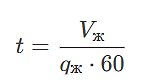 t = Vж / (qж · 60)